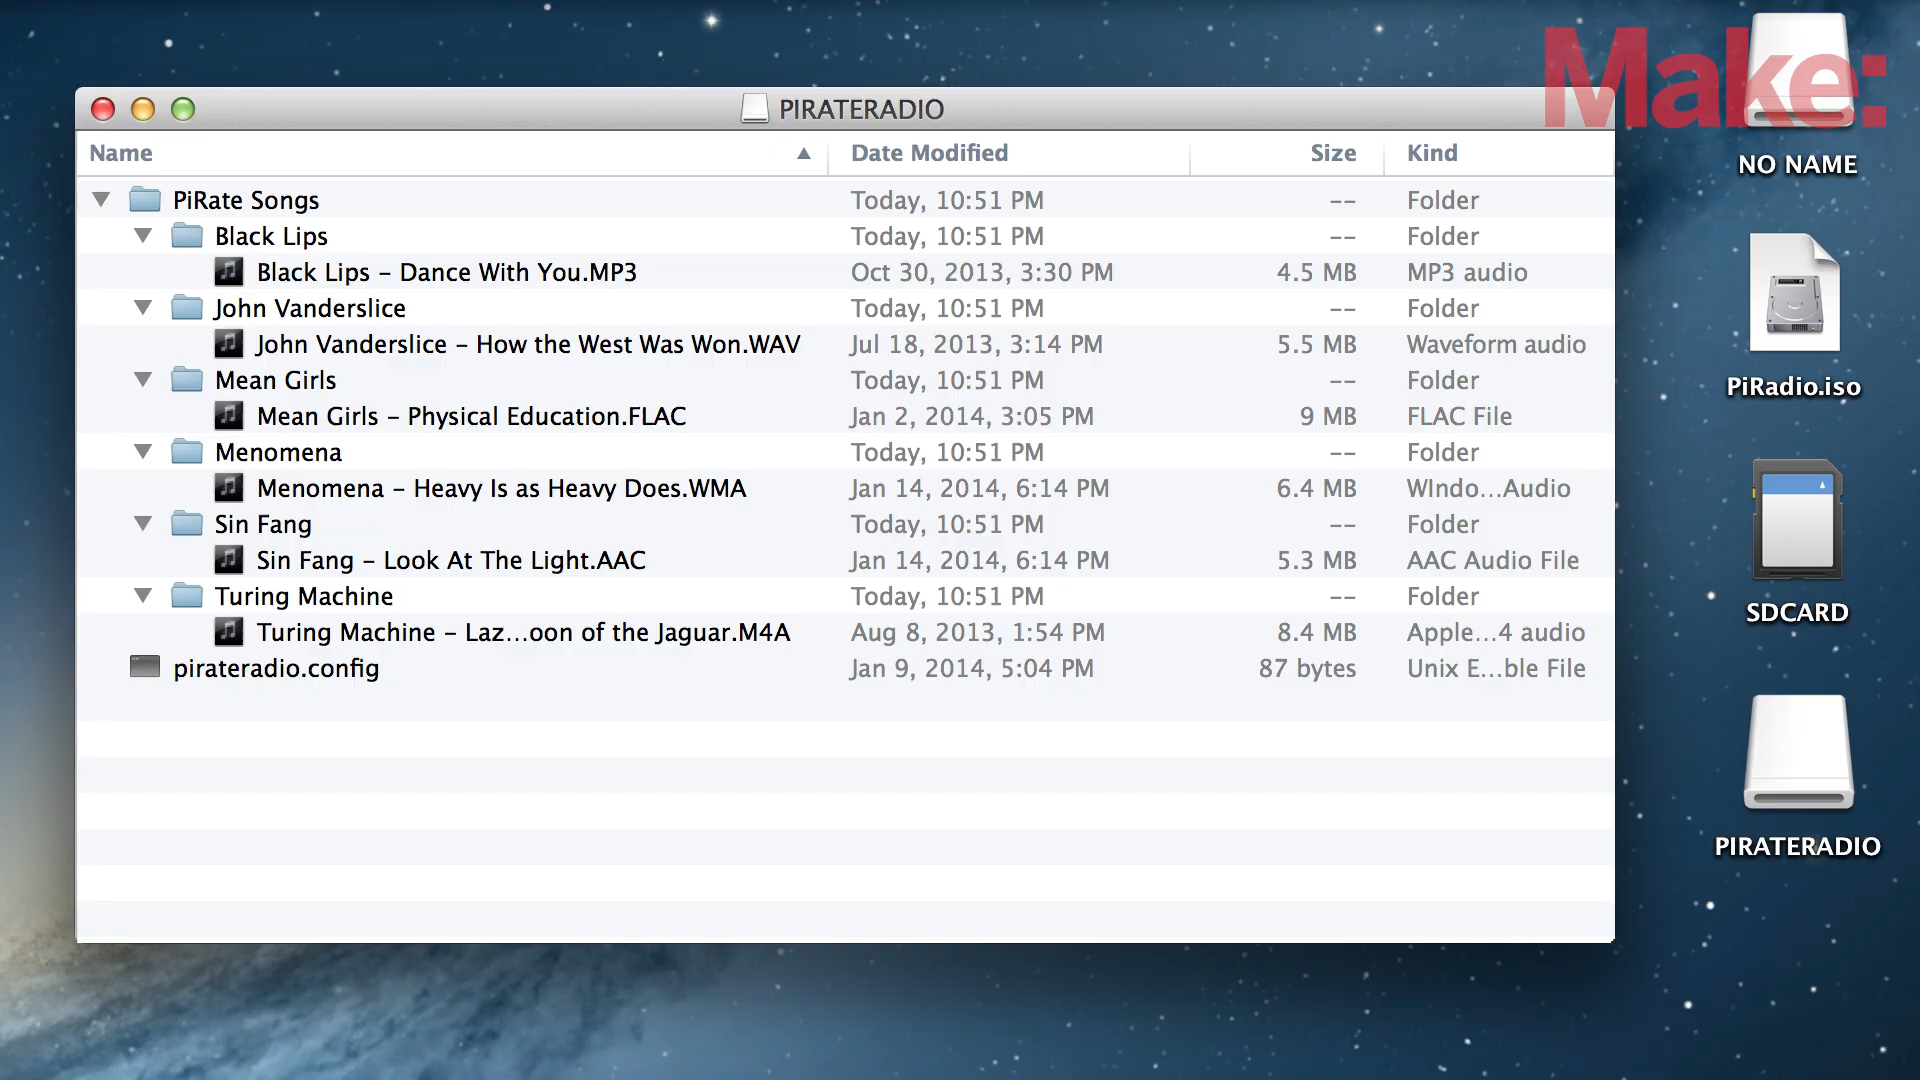 Make:
PIRATERADIO
Name Date Modified Size Kind
PiRate Songs Today, 10:51 PM -- Folder
Black Lips Today, 10:51 PM -- Folder
Black Lips – Dance With You.MP3 Oct 30, 2013, 3:30 PM 4.5 MB MP3 audio
John Vanderslice Today, 10:51 PM -- Folder
John Vanderslice – How the West Was Won.WAV Jul 18, 2013, 3:14 PM 5.5 MB Waveform audio
Mean Girls Today, 10:51 PM -- Folder
Mean Girls – Physical Education.FLAC Jan 2, 2014, 3:05 PM 9 MB FLAC File
Menomena Today, 10:51 PM -- Folder
Menomena – Heavy Is as Heavy Does.WMA Jan 14, 2014, 6:14 PM 6.4 MB WIndo...Audio
Sin Fang Today, 10:51 PM -- Folder
Sin Fang – Look At The Light.AAC Jan 14, 2014, 6:14 PM 5.3 MB AAC Audio File
Turing Machine Today, 10:51 PM -- Folder
Turing Machine – Laz...oon of the Jaguar.M4A Aug 8, 2013, 1:54 PM 8.4 MB Apple...4 audio
pirateradio.config Jan 9, 2014, 5:04 PM 87 bytes Unix E...ble File
NO NAME
PiRadio.iso
SDCARD
PIRATERADIO